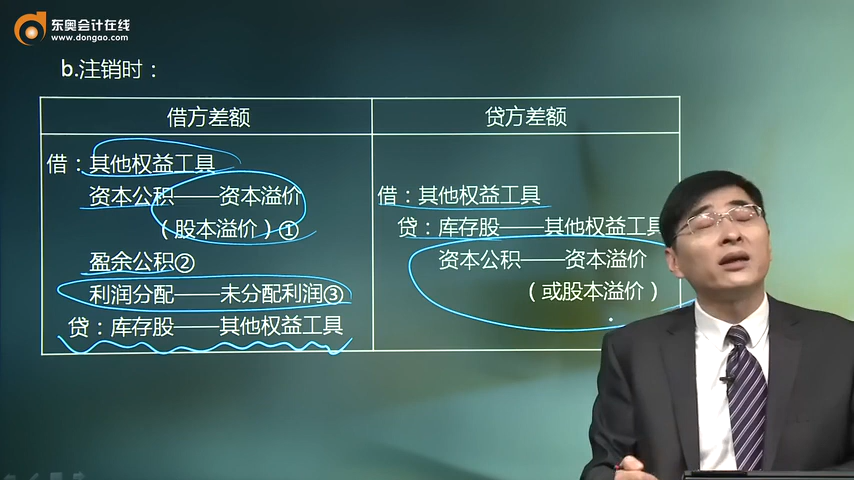 东奥会计在线
www.dongao.com
b.注销时：
借方差额
贷方差额
借：其他权益工具
资本公积——资本溢价
（股本溢价）①
盈余公积②
利润分配——未分配利润③
贷：库存股——其他权益工具
借：其他权益工具
贷：库存股——其他权益工具
资本公积——资本溢价
（或股本溢价）